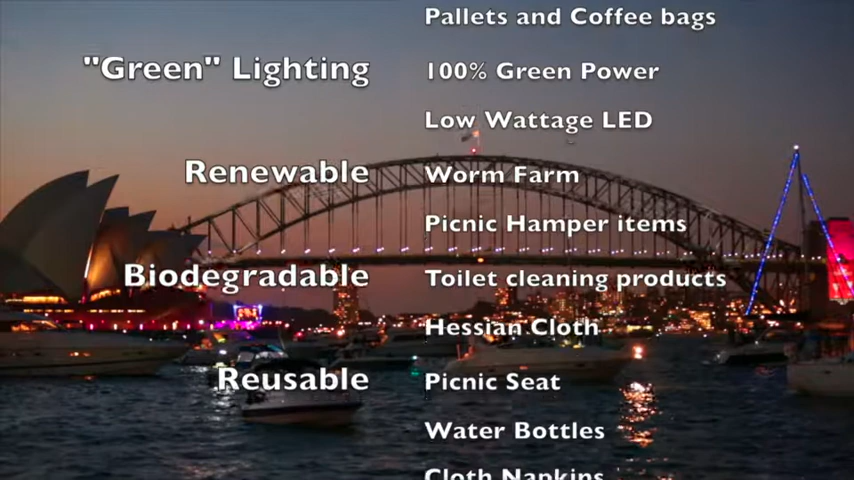 Pallets and Coffee bags
"Green" Lighting 100% Green Power
Low Wattage LED
Renewable Worm Farm
Picnic Hamper items
Biodegradable Toilet cleaning products
Hessian Cloth
Reusable Picnic Seat
Water Bottles
Cloth Napkins